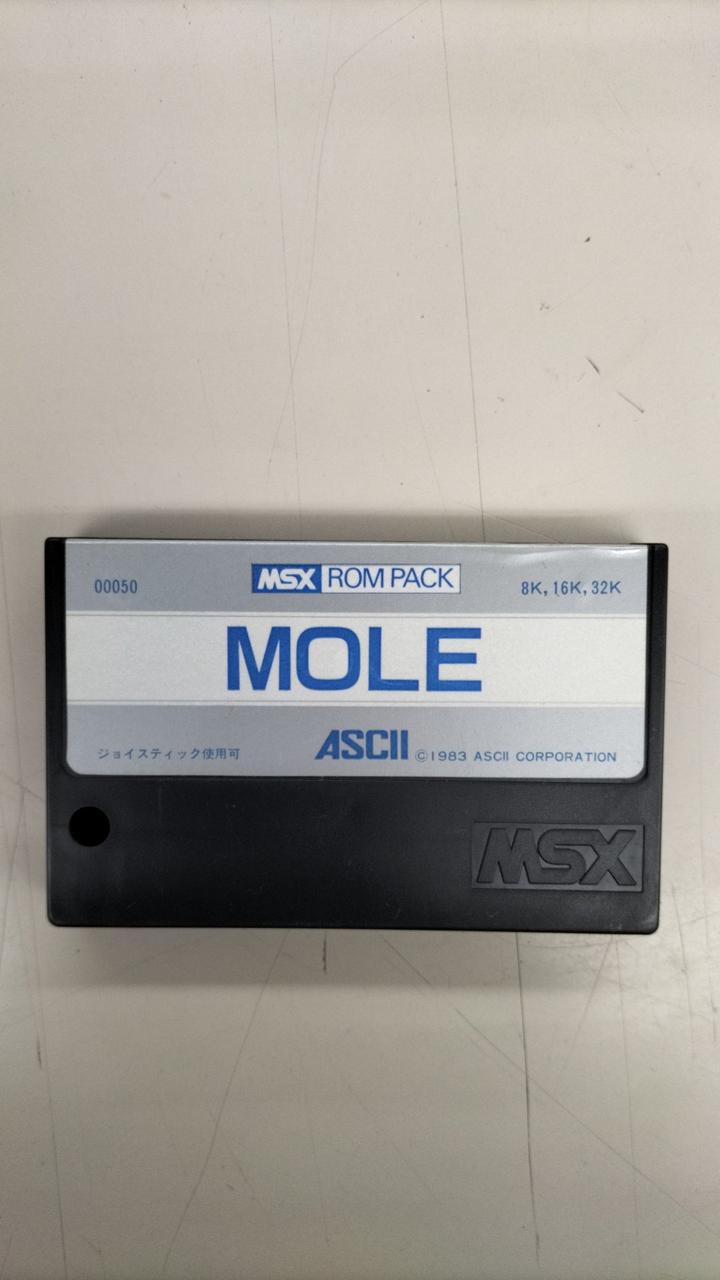 00050 MSX ROM PACK 8K,16K,32K
MOLE
ジョイスティック使用可 ASCII ©1983 ASCII CORPORATION
MSX